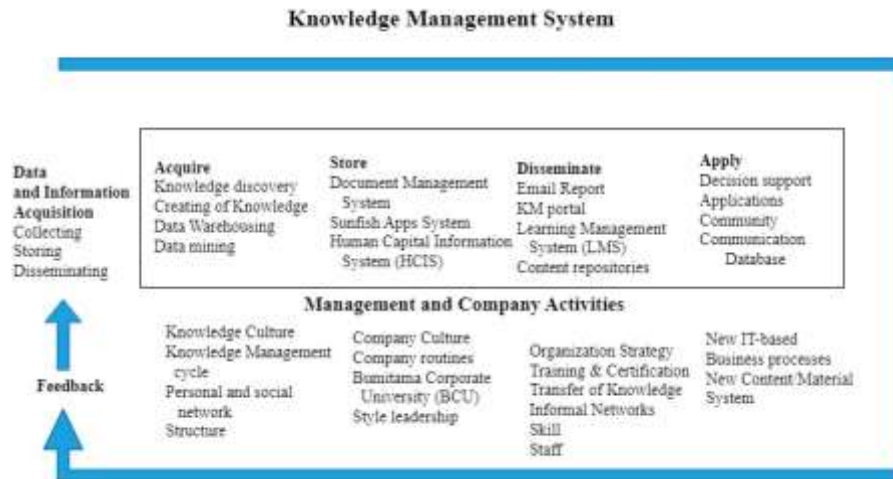 Knowledge Management System
Data
and Information
Acquisition
Collecting
Storing
Disseminating
Acquire
Knowledge discovery
Creating of Knowledge
Data Warehousing
Data mining
Store
Document Management
System
Sunfish Apps System
Human Capital Information
System (HCIS)
Disseminate
Email Report
KM portal
Learning Management
System (LMS)
Content repositories
Apply
Decision support
Applications
Community
Communication
Database
Management and Company Activities
Feedback
Knowledge Culture
Knowledge Management
cycle
Personal and social
network
Structure
Company Culture
Company routines
Bumitama Corporate
University (BCU)
Style leadership
Organization Strategy
Training & Certification
Transfer of Knowledge
Informal Networks
Skill
Staff
New IT-based
Business processes
New Content/Material
System